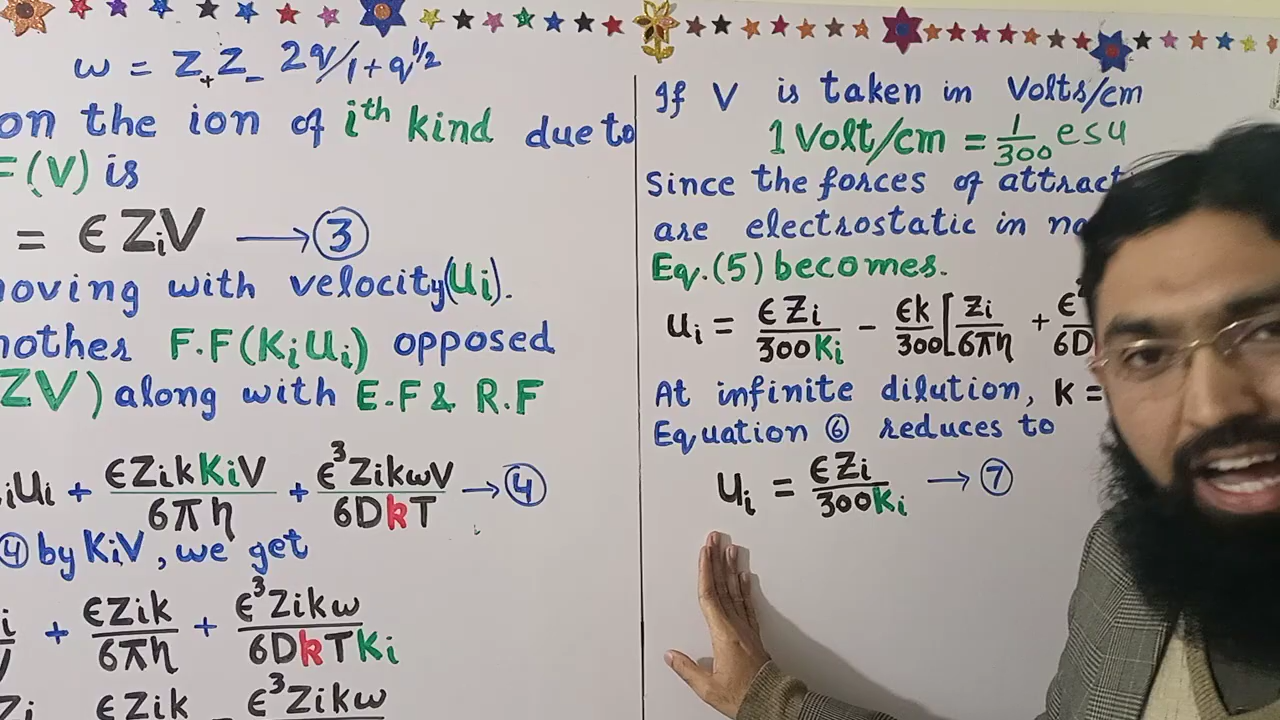 ω = Z₊Z₋ 2q/1+q^1/2
on the ion of iᵗʰ kind due to
F(V) is
= ϵZᵢV → ③
oving with velocity (Uᵢ).
nother F.F(KᵢUᵢ) opposed
ZV) along with E.F & R.F
ᵢUᵢ + ϵZᵢkKᵢV/6πη + ϵ³ZᵢkωV/6DkT → ④
④ by KᵢV, we get
+ ϵZᵢk/6πη + ϵ³Zᵢkω/6DkTKᵢ
Zᵢ ϵZᵢk - ϵ³Zᵢkω
If V is taken in Volts/cm
1 Volt/cm = 1/300 esu
Since the forces of attract
are electrostatic in na
Eq.(5) becomes.
uᵢ = ϵZᵢ/300Kᵢ - ϵk/300[Zᵢ/6πη + ϵ²/6D
At infinite dilution, k =
Equation ⑥ reduces to
Uᵢ = ϵZᵢ/300Kᵢ → ⑦